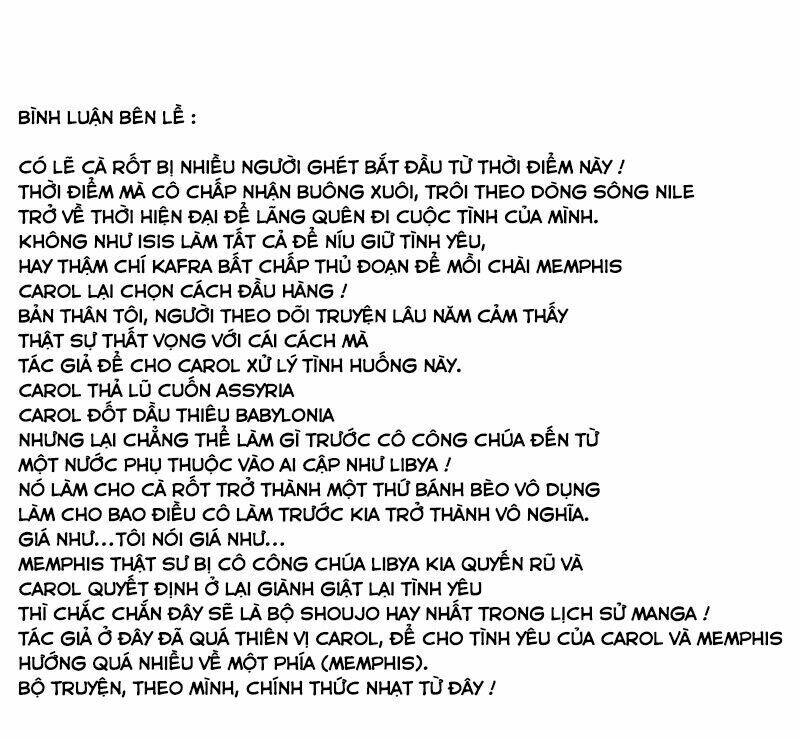 BÌNH LUẬN BÊN LỀ :
CÓ LẼ CÀ RỐT BỊ NHIỀU NGƯỜI GHÉT BẮT ĐẦU TỪ THỜI ĐIỂM NÀY !
THỜI ĐIỂM MÀ CÔ CHẤP NHẬN BUÔNG XUÔI, TRÔI THEO DÒNG SÔNG NILE
TRỞ VỀ THỜI HIỆN ĐẠI ĐỂ LÃNG QUÊN ĐI CUỘC TÌNH CỦA MÌNH.
KHÔNG NHƯ ISIS LÀM TẤT CẢ ĐỂ NÍU GIỮ TÌNH YÊU,
HAY THẬM CHÍ KAFRA BẤT CHẤP THỦ ĐOẠN ĐỂ MỒI CHÀI MEMPHIS
CAROL LẠI CHỌN CÁCH ĐẦU HÀNG !
BẢN THÂN TÔI, NGƯỜI THEO DÕI TRUYỆN LÂU NĂM CẢM THẤY
THẬT SỰ THẤT VỌNG VỚI CÁI CÁCH MÀ
TÁC GIẢ ĐỂ CHO CAROL XỬ LÝ TÌNH HUỐNG NÀY.
CAROL THẢ LŨ CUỐN ASSYRIA
CAROL ĐỐT DẦU THIÊU BABYLONIA
NHƯNG LẠI CHẲNG THỂ LÀM GÌ TRƯỚC CÔ CÔNG CHÚA ĐẾN TỪ
MỘT NƯỚC PHỤ THUỘC VÀO AI CẬP NHƯ LIBYA !
NÓ LÀM CHO CÀ RỐT TRỞ THÀNH MỘT THỨ BÁNH BÈO VÔ DỤNG
LÀM CHO BAO ĐIỀU CÔ LÀM TRƯỚC KIA TRỞ THÀNH VÔ NGHĨA.
GIÁ NHƯ...TÔI NÓI GIÁ NHƯ...
MEMPHIS THẬT SƯ BỊ CÔ CÔNG CHÚA LIBYA KIA QUYẾN RŨ VÀ
CAROL QUYẾT ĐỊNH Ở LẠI GIÀNH GIẬT LẠI TÌNH YÊU
THÌ CHẮC CHẮN ĐÂY SẼ LÀ BỘ SHOUJO HAY NHẤT TRONG LỊCH SỬ MANGA !
TÁC GIẢ Ở ĐÂY ĐÃ QUÁ THIÊN VỊ CAROL, ĐỂ CHO TÌNH YÊU CỦA CAROL VÀ MEMPHIS
HƯỚNG QUÁ NHIỀU VỀ MỘT PHÍA (MEMPHIS).
BỘ TRUYỆN, THEO MÌNH, CHÍNH THỨC NHẠT TỪ ĐÂY !